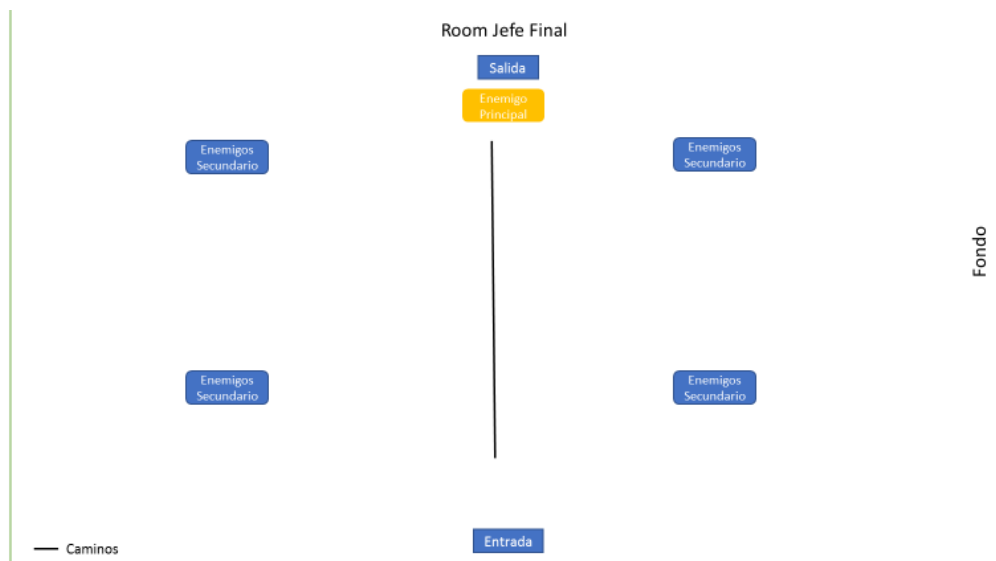 Room Jefe Final
Salida
Enemigo
Principal
Enemigos
Secundario
Enemigos
Secundario
Fondo
Enemigos
Secundario
Enemigos
Secundario
Entrada
Caminos